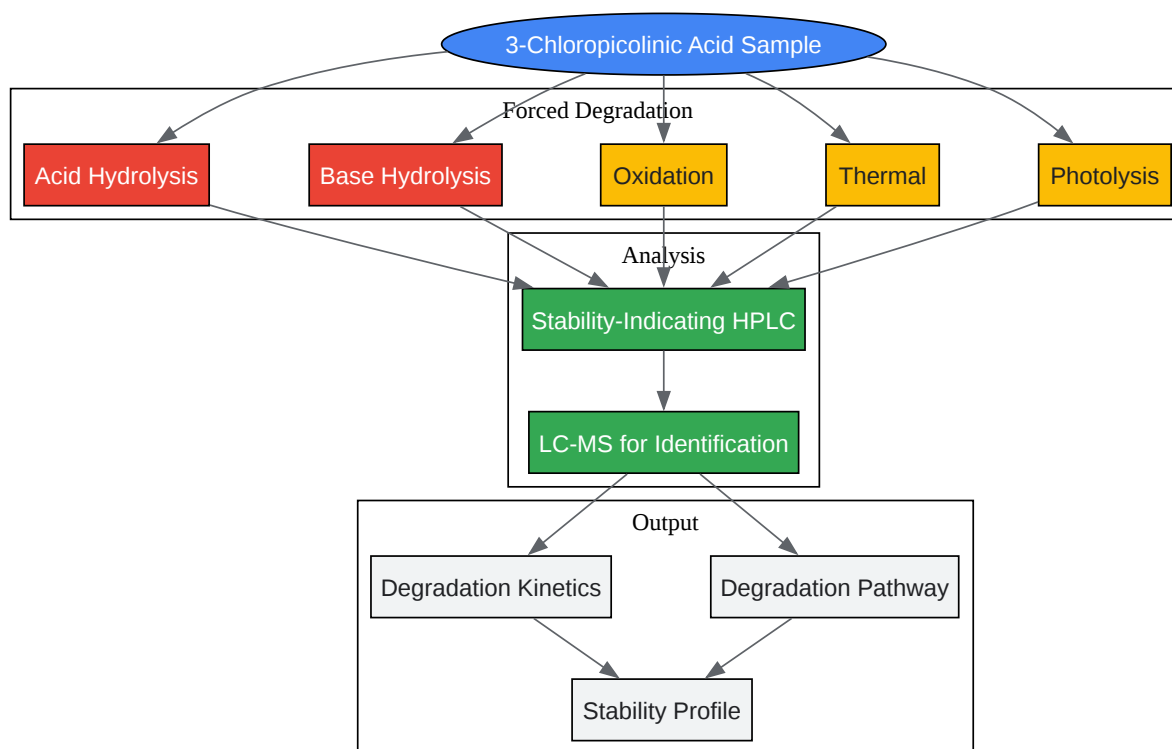 3-Chloropicolinic Acid Sample
Forced Degradation
Acid Hydrolysis
Base Hydrolysis
Oxidation
Thermal
Photolysis
Analysis
Stability-Indicating HPLC
LC-MS for Identification
Output
Degradation Kinetics
Degradation Pathway
Stability Profile